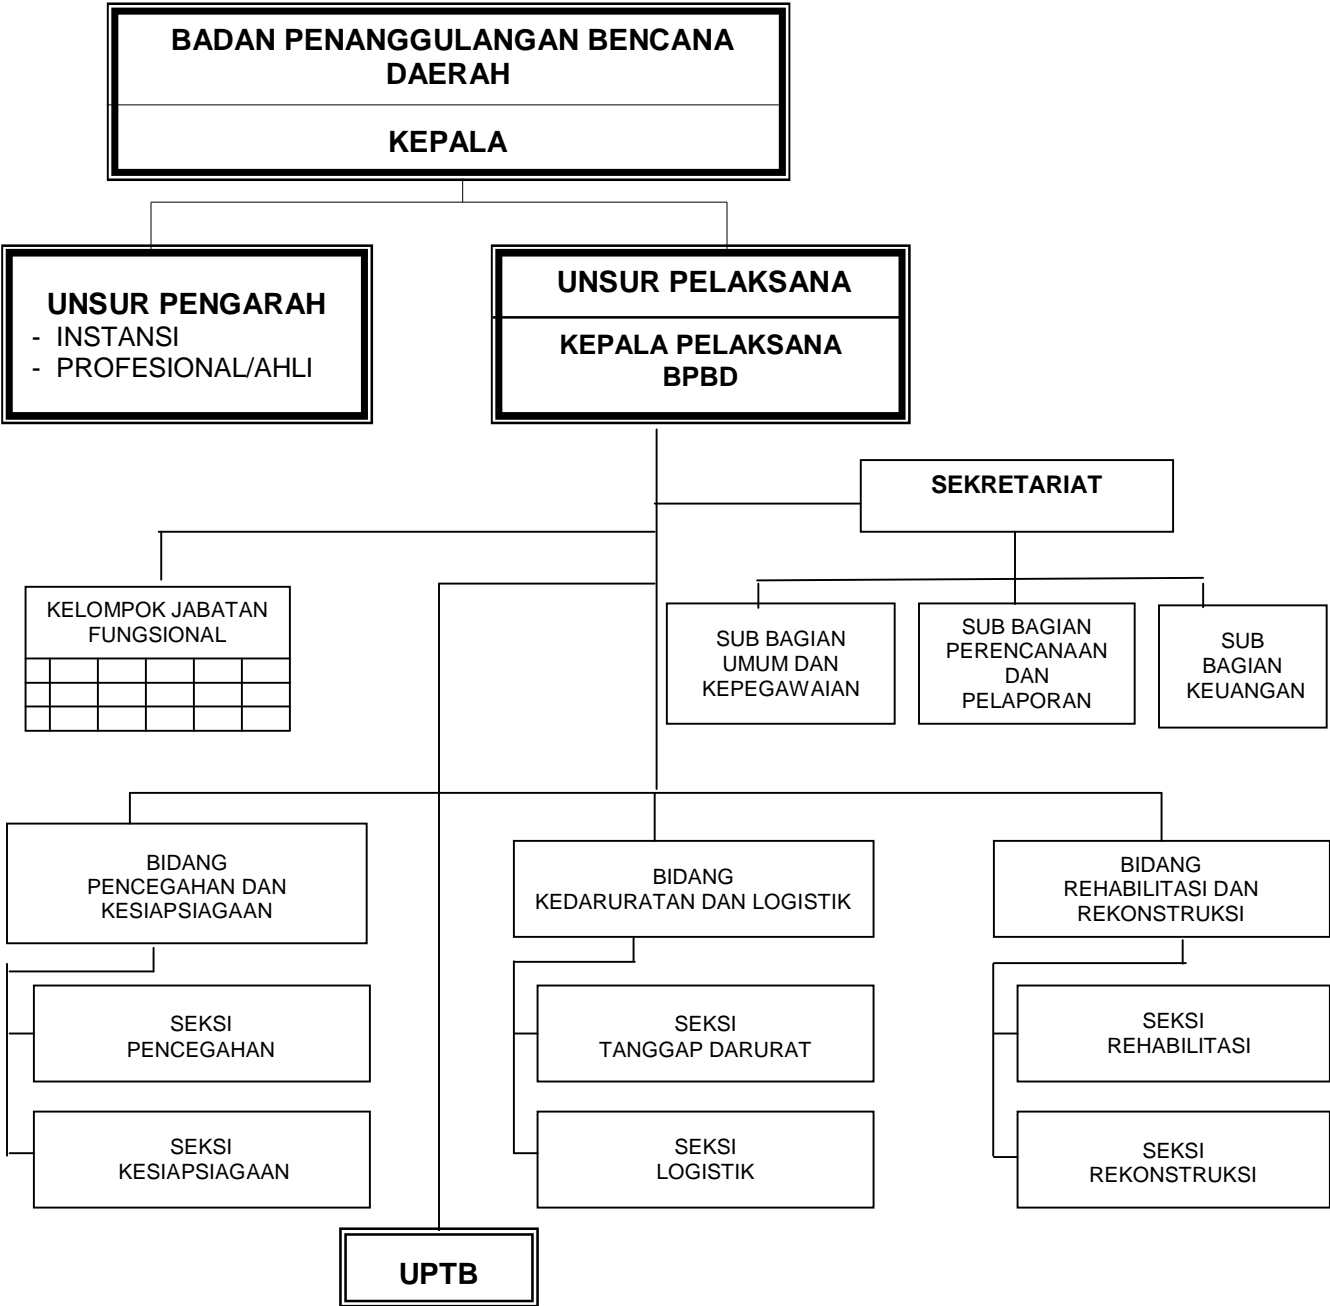 BADAN PENANGGULANGAN BENCANA
DAERAH
KEPALA
UNSUR PENGARAH
- INSTANSI
- PROFESIONAL/AHLI
UNSUR PELAKSANA
KEPALA PELAKSANA
BPBD
SEKRETARIAT
KELOMPOK JABATAN
FUNGSIONAL
SUB BAGIAN
UMUM DAN
KEPEGAWAIAN
SUB BAGIAN
PERENCANAAN
DAN
PELAPORAN
SUB
BAGIAN
KEUANGAN
BIDANG
PENCEGAHAN DAN
KESIAPSIAGAAN
BIDANG
KEDARURATAN DAN LOGISTIK
BIDANG
REHABILITASI DAN
REKONSTRUKSI
SEKSI
PENCEGAHAN
SEKSI
TANGGAP DARURAT
SEKSI
REHABILITASI
SEKSI
KESIAPSIAGAAN
SEKSI
LOGISTIK
SEKSI
REKONSTRUKSI
UPTB